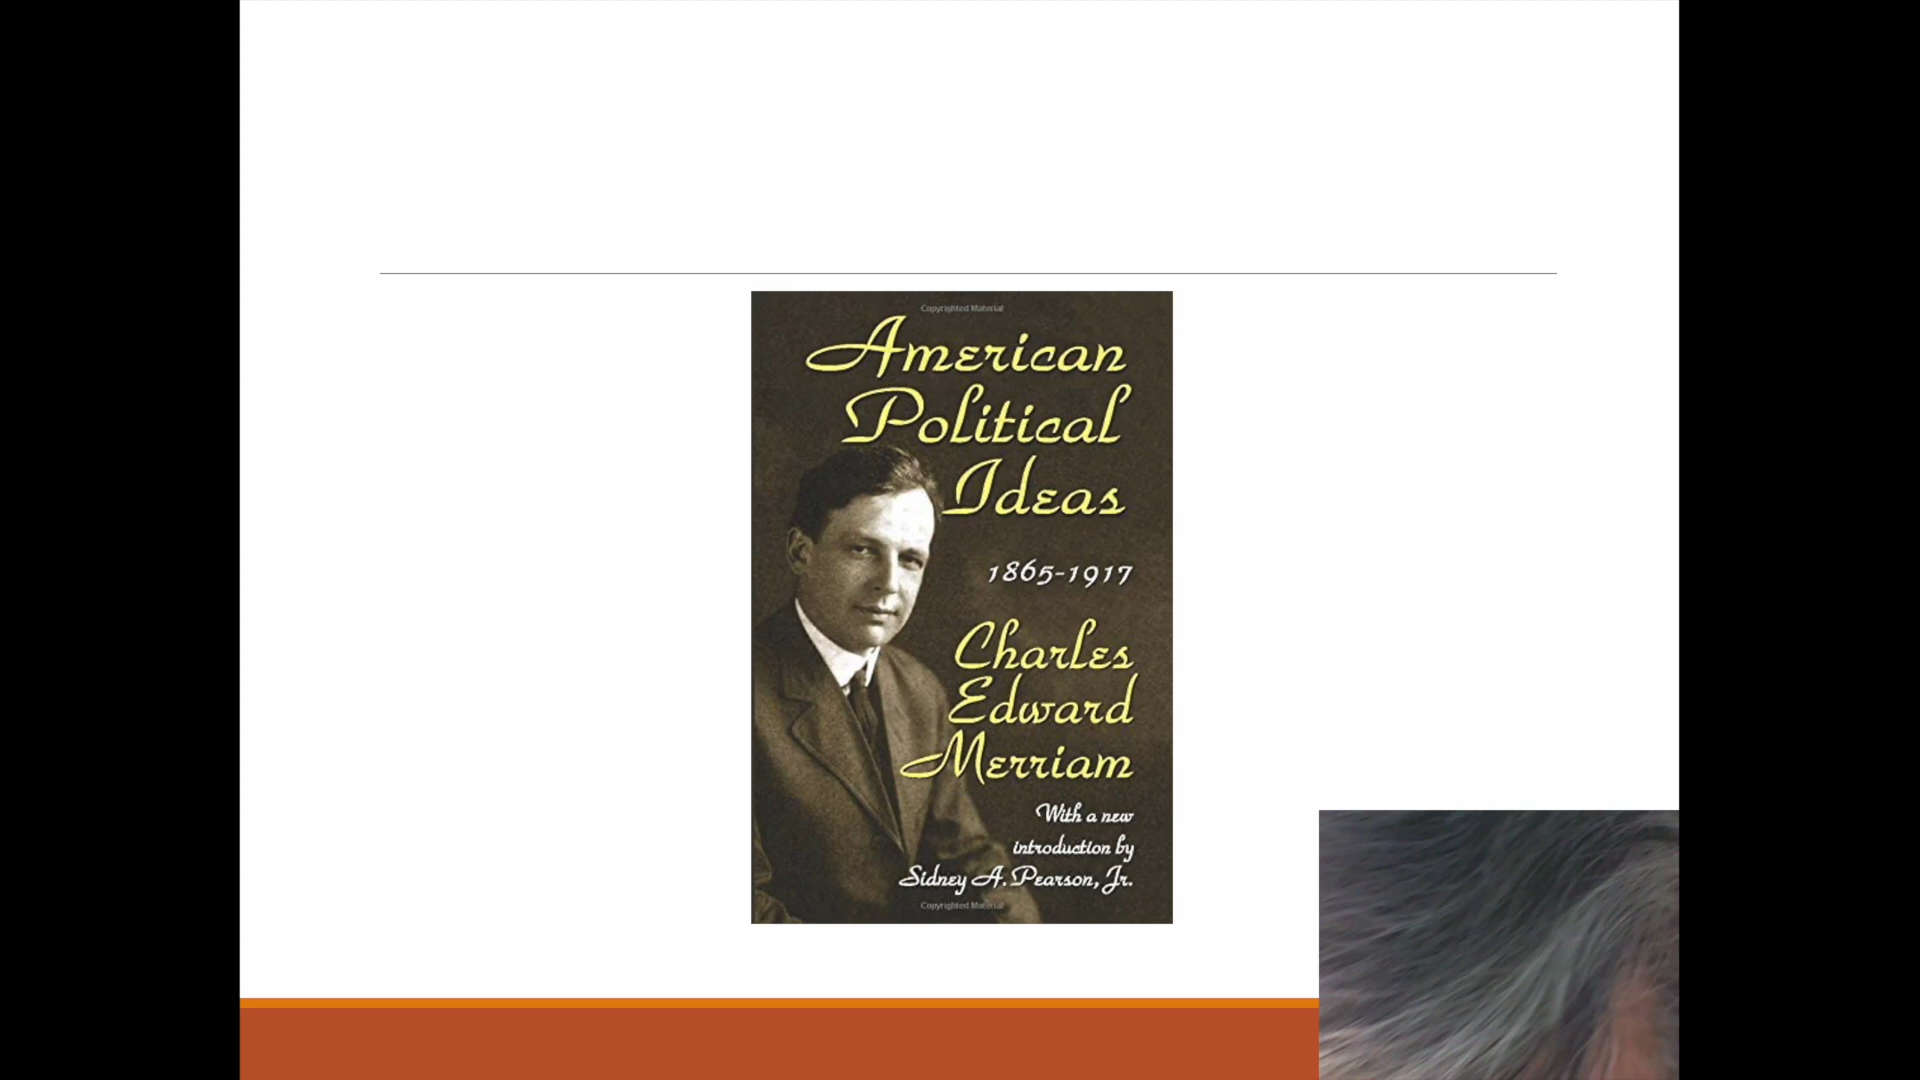 Copyrighted Material
American
Political
Ideas
1865-1917
Charles
Edward
Merriam
With a new
introduction by
Sidney A. Pearson, Jr.
Copyrighted Material